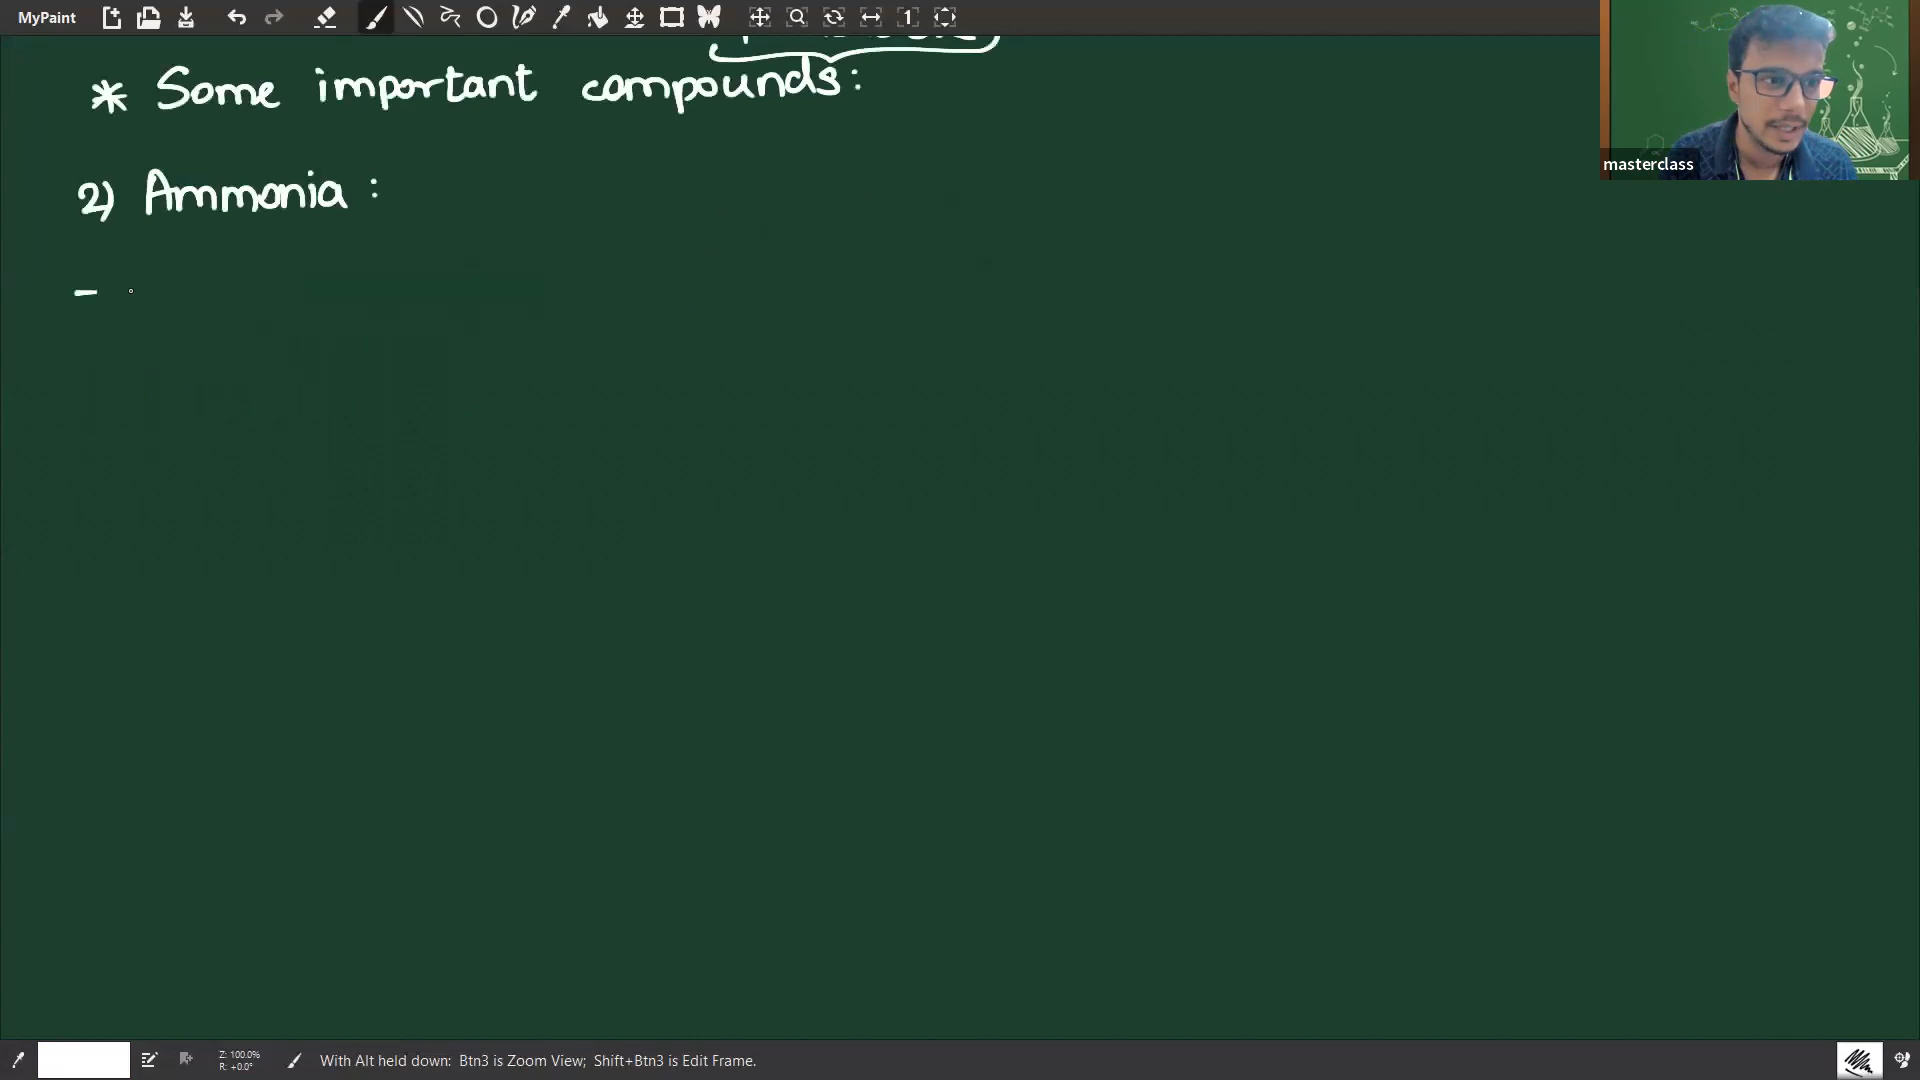 MyPaint
* Some important compounds:
masterclass
2) Ammonia :
-
Z: 100.0%
R: +0.0°
With Alt held down: Btn3 is Zoom View; Shift+Btn3 is Edit Frame.